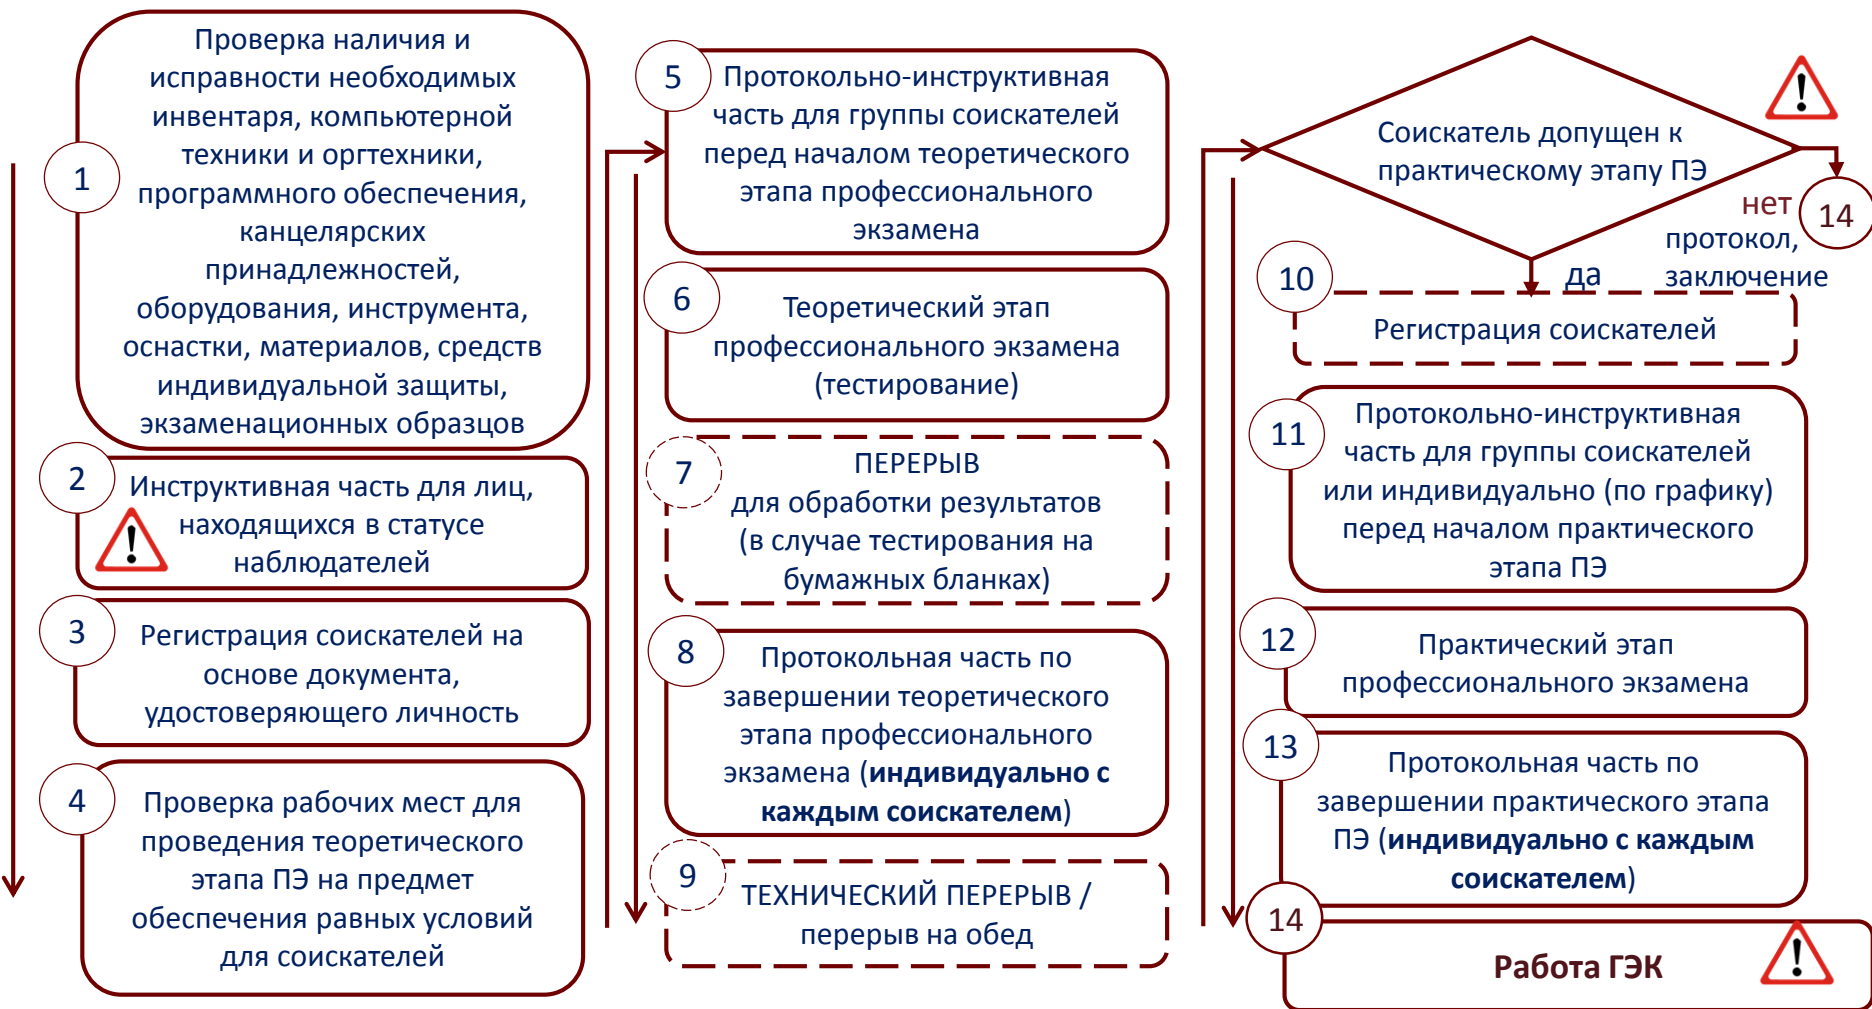 1
Проверка наличия и
исправности необходимых
инвентаря, компьютерной
техники и оргтехники,
программного обеспечения,
канцелярских
принадлежностей,
оборудования, инструмента,
оснастки, материалов, средств
индивидуальной защиты,
экзаменационных образцов
2
Инструктивная часть для лиц,
находящихся в статусе
наблюдателей
3
Регистрация соискателей на
основе документа,
удостоверяющего личность
4
Проверка рабочих мест для
проведения теоретического
этапа ПЭ на предмет
обеспечения равных условий
для соискателей
5
Протокольно-инструктивная
часть для группы соискателей
перед началом теоретического
этапа профессионального
экзамена
6
Теоретический этап
профессионального экзамена
(тестирование)
7
ПЕРЕРЫВ
для обработки результатов
(в случае тестирования на
бумажных бланках)
8
Протокольная часть по
завершении теоретического
этапа профессионального
экзамена (индивидуально с
каждым соискателем)
9
ТЕХНИЧЕСКИЙ ПЕРЕРЫВ /
перерыв на обед
Соискатель допущен к
практическому этапу ПЭ
нет
14
протокол,
заключение
да
10
Регистрация соискателей
11
Протокольно-инструктивная
часть для группы соискателей
или индивидуально (по графику)
перед началом практического
этапа ПЭ
12
Практический этап
профессионального экзамена
13
Протокольная часть по
завершении практического этапа
ПЭ (индивидуально с каждым
соискателем)
14
Работа ГЭК